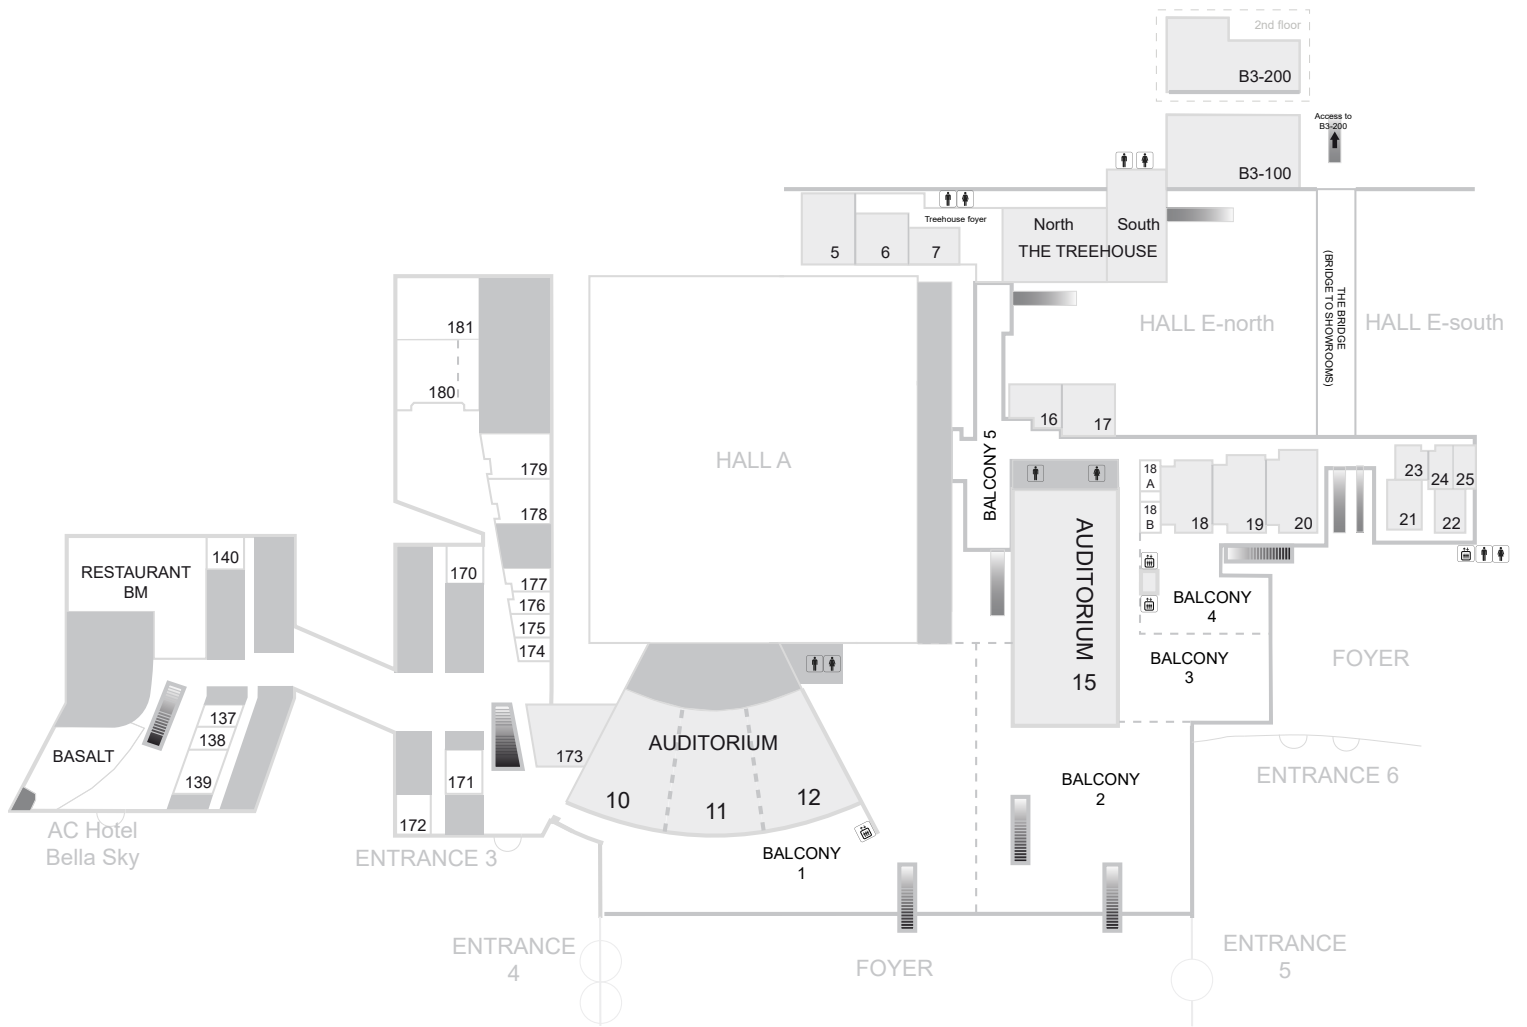 2nd floor
B3-200
Access to
B3-200
B3-100
Treehouse foyer
North
South
THE TREEHOUSE
5
6
7
181
180
179
178
177
176
175
174
HALL A
HALL E-north
THE BRIDGE
(BRIDGE TO SHOWROOMS)
HALL E-south
16
17
BALCONY 5
18
A
18
B
18
19
20
23
24
25
21
22
AUDITORIUM
15
BALCONY
4
BALCONY
3
FOYER
RESTAURANT
BM
140
170
137
138
139
BASALT
171
172
173
AUDITORIUM
10
11
12
BALCONY
1
BALCONY
2
ENTRANCE 6
AC Hotel
Bella Sky
ENTRANCE 3
ENTRANCE
4
FOYER
ENTRANCE
5